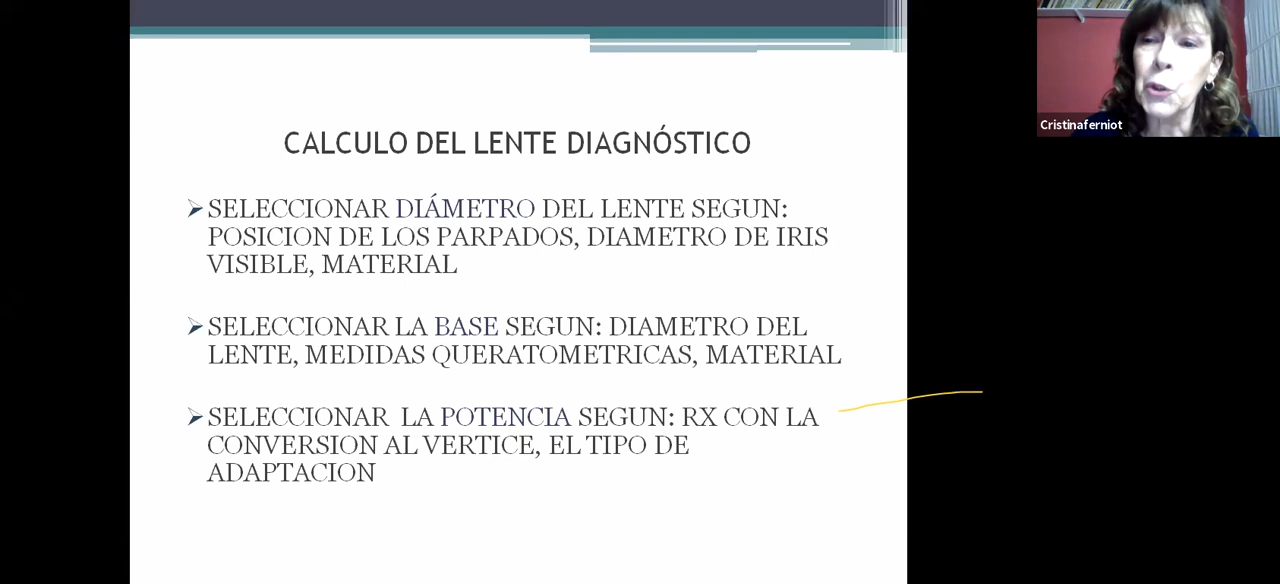 Cristinaferniot
CALCULO DEL LENTE DIAGNÓSTICO
SELECCIONAR DIÁMETRO DEL LENTE SEGUN:
POSICION DE LOS PARPADOS, DIAMETRO DE IRIS
VISIBLE, MATERIAL
SELECCIONAR LA BASE SEGUN: DIAMETRO DEL
LENTE, MEDIDAS QUERATOMETRICAS, MATERIAL
SELECCIONAR LA POTENCIA SEGUN: RX CON LA
CONVERSION AL VERTICE, EL TIPO DE
ADAPTACION